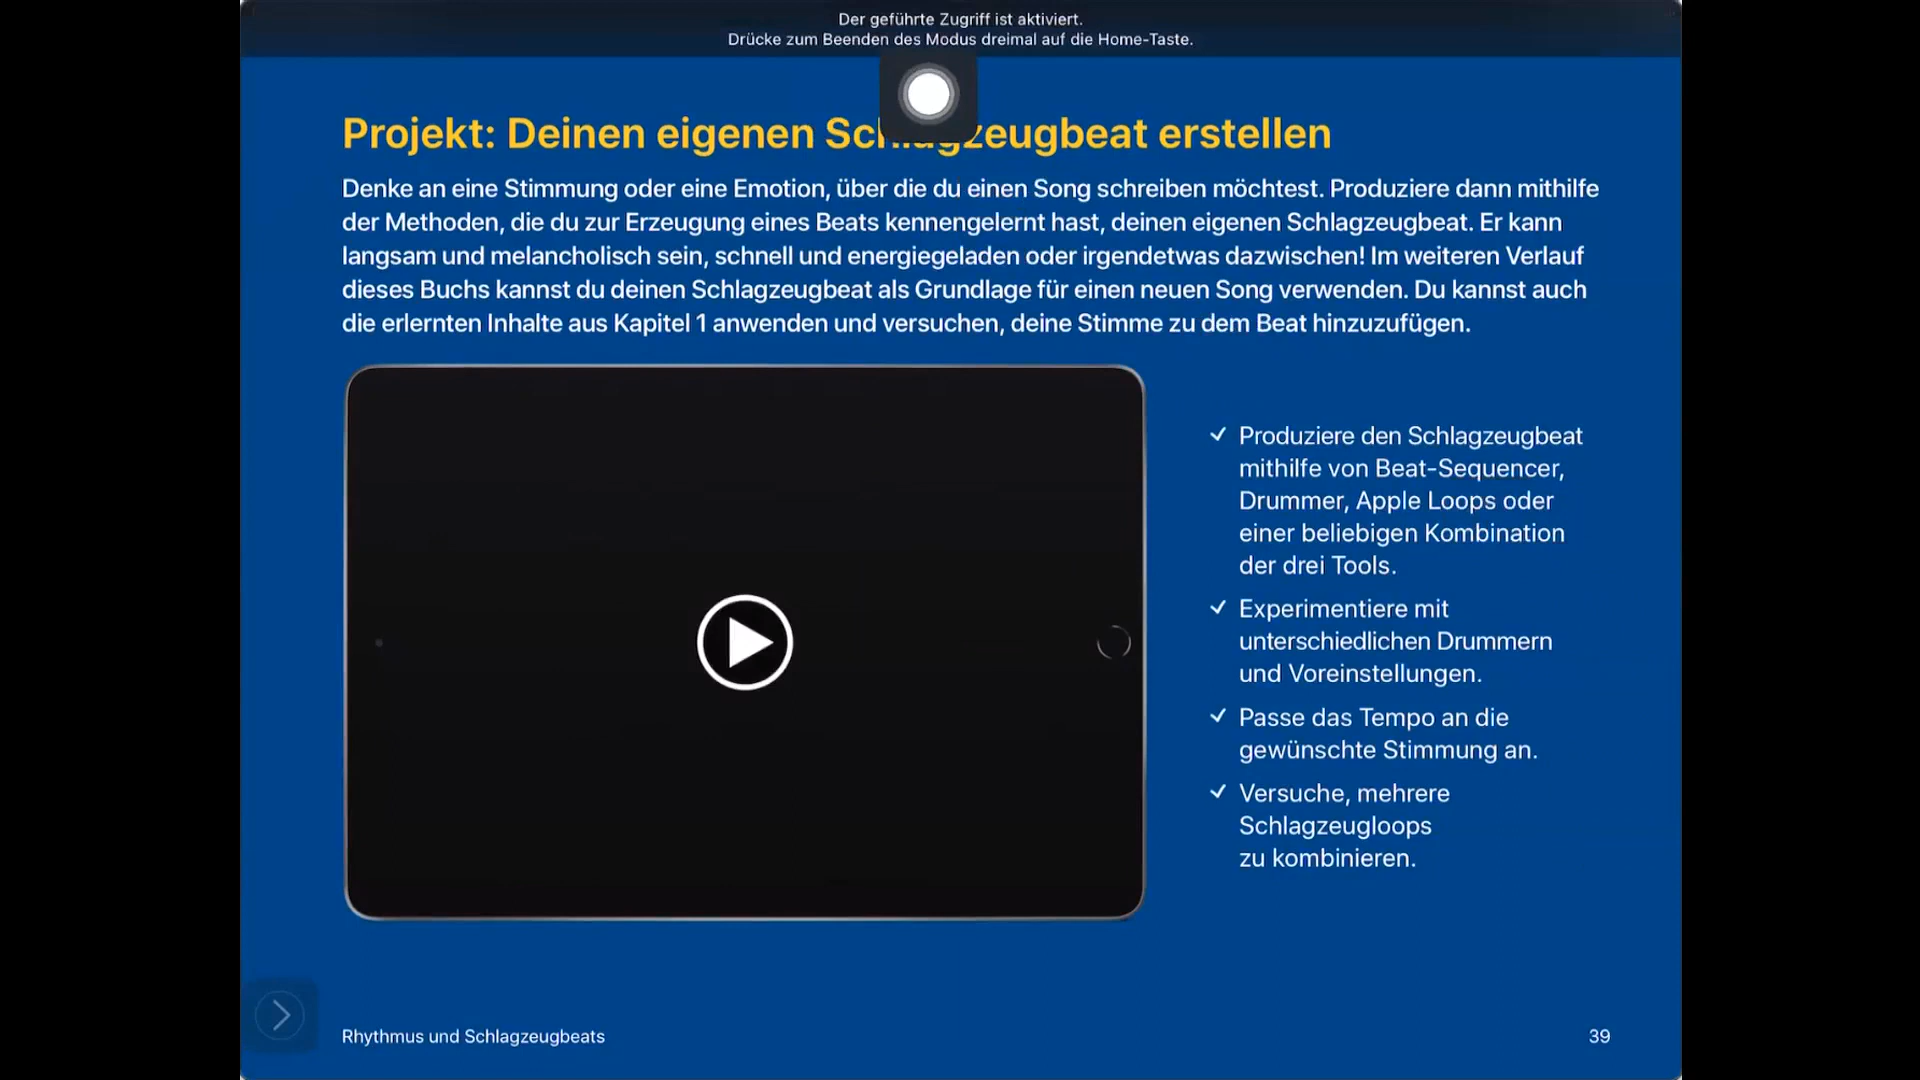 Der geführte Zugriff ist aktiviert.
Drücke zum Beenden des Modus dreimal auf die Home-Taste.
Projekt: Deinen eigenen Schlagzeugbeat erstellen
Denke an eine Stimmung oder eine Emotion, über die du einen Song schreiben möchtest. Produziere dann mithilfe
der Methoden, die du zur Erzeugung eines Beats kennengelernt hast, deinen eigenen Schlagzeugbeat. Er kann
langsam und melancholisch sein, schnell und energiegeladen oder irgendetwas dazwischen! Im weiteren Verlauf
dieses Buchs kannst du deinen Schlagzeugbeat als Grundlage für einen neuen Song verwenden. Du kannst auch
die erlernten Inhalte aus Kapitel 1 anwenden und versuchen, deine Stimme zu dem Beat hinzuzufügen.
Produziere den Schlagzeugbeat
mithilfe von Beat-Sequencer,
Drummer, Apple Loops oder
einer beliebigen Kombination
der drei Tools.
Experimentiere mit
unterschiedlichen Drummern
und Voreinstellungen.
Passe das Tempo an die
gewünschte Stimmung an.
Versuche, mehrere
Schlagzeugloops
zu kombinieren.
Rhythmus und Schlagzeugbeats
39